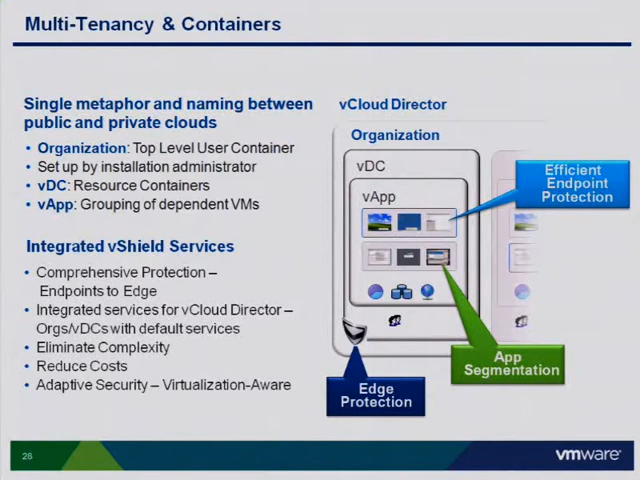 Multi-Tenancy & Containers
Single metaphor and naming between
public and private clouds
• Organization: Top Level User Container
• Set up by installation administrator
• vDC: Resource Containers
• vApp: Grouping of dependent VMs
Integrated vShield Services
• Comprehensive Protection –
Endpoints to Edge
• Integrated services for vCloud Director –
Orgs/vDCs with default services
• Eliminate Complexity
• Reduce Costs
• Adaptive Security – Virtualization-Aware
vCloud Director
Organization
vDC
vApp
Efficient
Endpoint
Protection
App
Segmentation
Edge
Protection
26
vmware